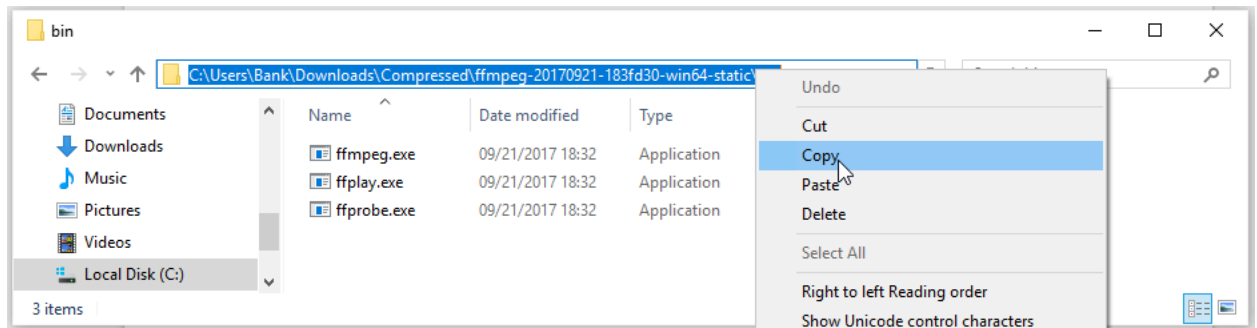 bin
C:\Users\Bank\Downloads\Compressed\ffmpeg-20170921-183fd30-win64-static\
Undo
Documents
Name Date modified Type
Cut
Downloads
ffmpeg.exe 09/21/2017 18:32 Application
Copy
Music
ffplay.exe 09/21/2017 18:32 Application
Paste
Pictures
ffprobe.exe 09/21/2017 18:32 Application
Delete
Videos
Select All
Local Disk (C:)
Right to left Reading order
3 items
Show Unicode control characters